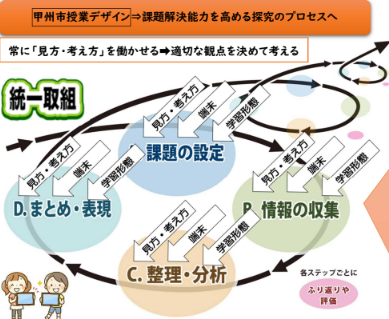 甲州市授業デザイン⇒課題解決能力を高める探究のプロセスへ
常に「見方・考え方」を働かせる➡適切な観点を決めて考える
統一取組
見方・考え方
端末
学習形態
課題の設定
見方・考え方
端末
学習形態
D.まとめ・表現
見方・考え方
端末
学習形態
B.情報の収集
見方・考え方
端末
学習形態
C.整理・分析
各ステップごとに
ふり返りや
評価